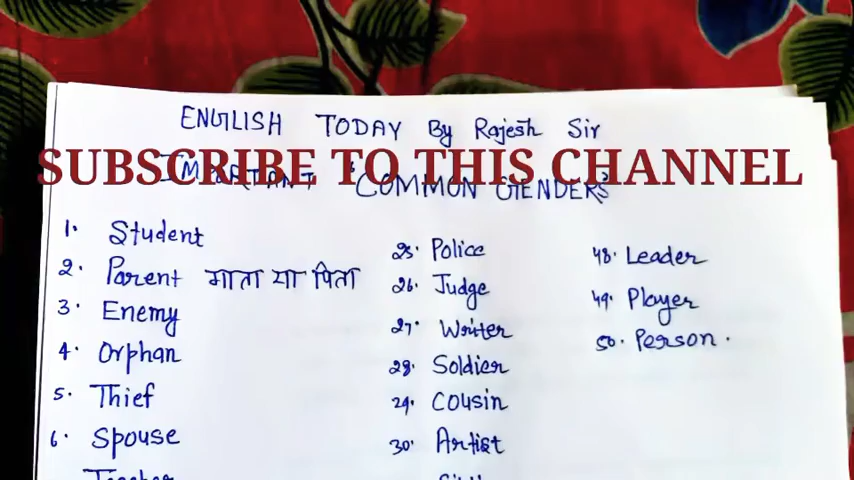 ENGLISH TODAY By Rajesh Sir
SUBSCRIBE TO THIS CHANNEL
IMPORTANT "COMMON GENDERS"
1. Student
2. Parent माता या पिता
3. Enemy
4. Orphan
5. Thief
6. Spouse
Teacher
25. Police
26. Judge
27. Writer
28. Soldier
29. Cousin
30. Artist
48. Leader
49. Player
50. Person.